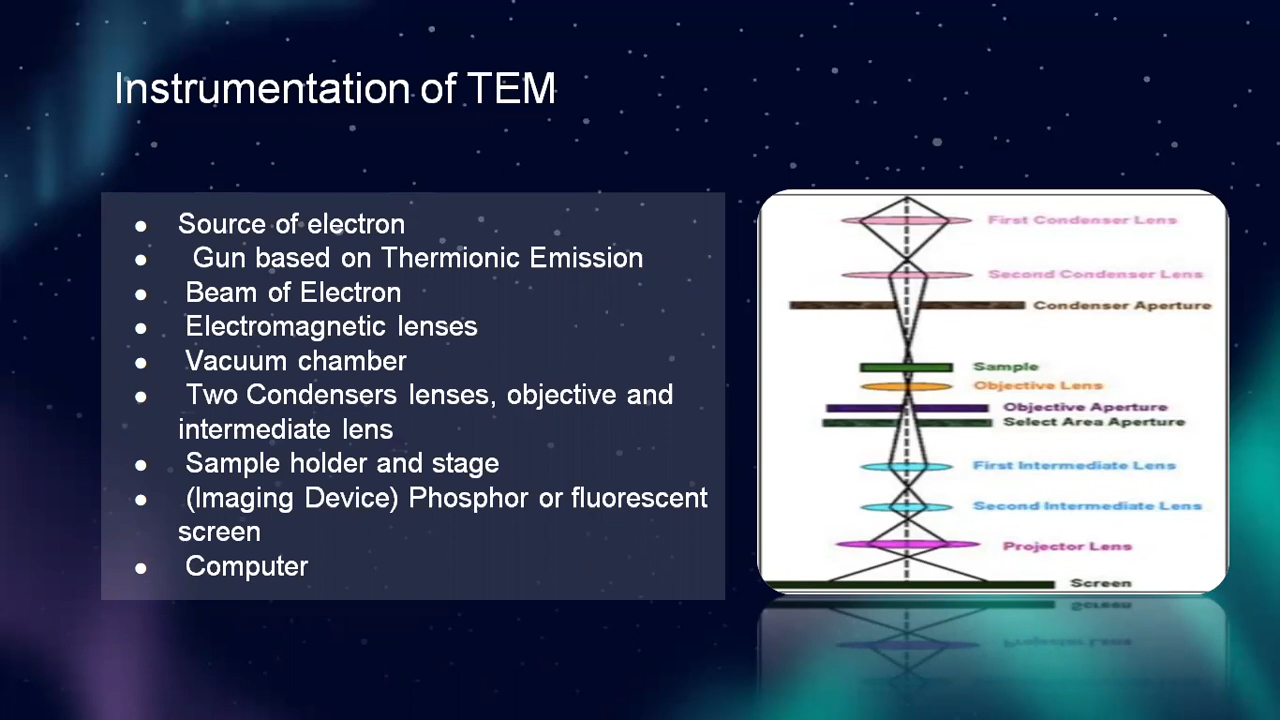 Instrumentation of TEM
● Source of electron
● Gun based on Thermionic Emission
● Beam of Electron
● Electromagnetic lenses
● Vacuum chamber
● Two Condensers lenses, objective and
intermediate lens
● Sample holder and stage
● (Imaging Device) Phosphor or fluorescent
screen
● Computer
First Condenser Lens
Second Condenser Lens
Condenser Aperture
Sample
Objective Lens
Objective Aperture
Select Area Aperture
First Intermediate Lens
Second Intermediate Lens
Projector Lens
Screen